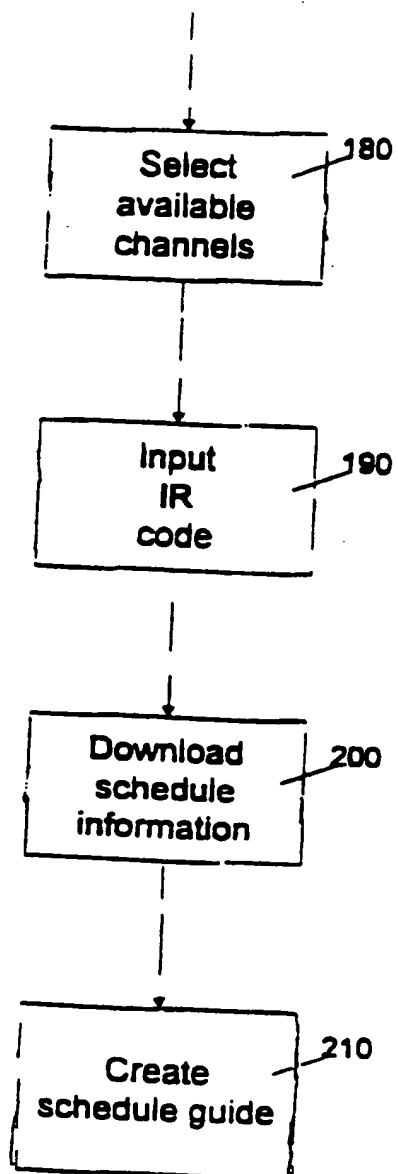 180
Select
available
channels
190
Input
IR
code
200
Download
schedule
information
210
Create
schedule guide